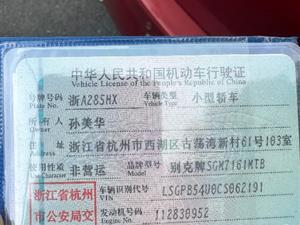 中华人民共和国机动车行驶证
Vehicle License of the People's Republic of China
号牌号码 浙A285HX 车辆类型 小型轿车
Plate No. Vehicle Type
所有人 孙美华
Owner
住址 浙江省杭州市西湖区古荡湾新村61号103室
使用性质 非营运 品牌型号 别克牌SGM7161MTB
Use Character
浙江省杭州 车辆识别代号 LSGPB54U0CS062191
VIN
市公安局交 发动机号码 112830952